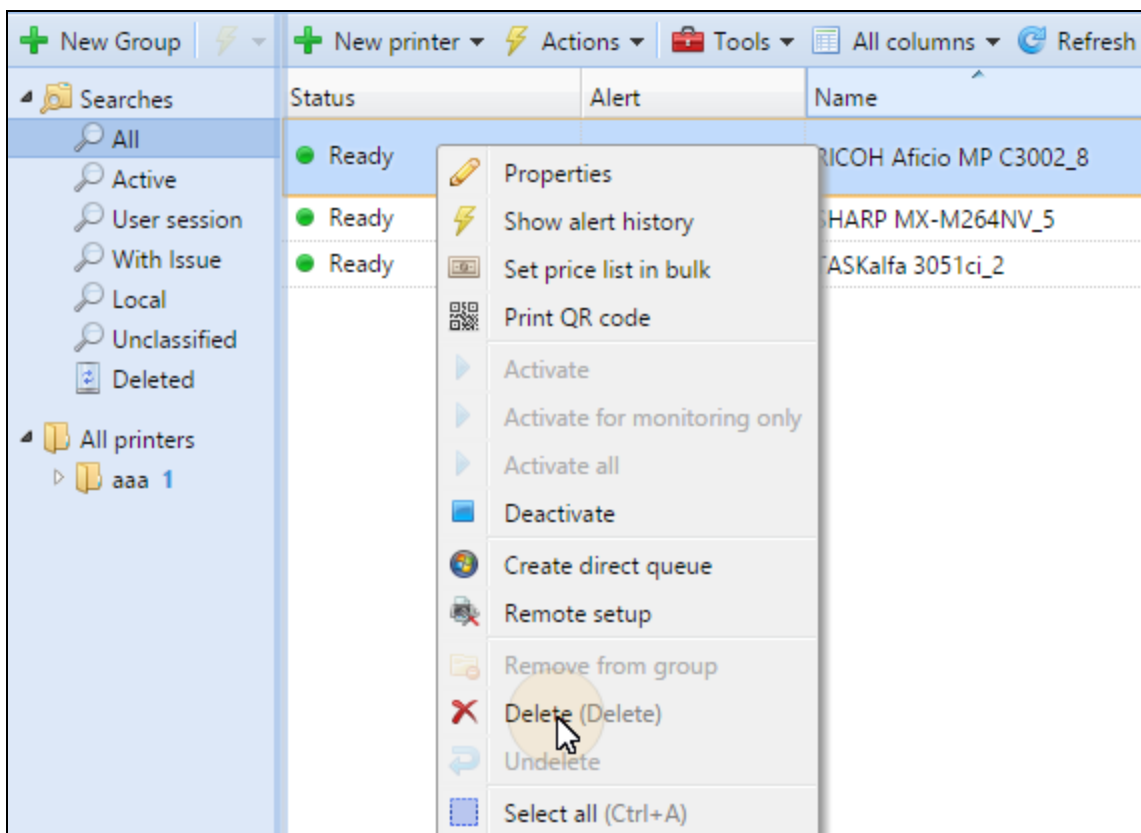 New Group New printer Actions Tools All columns Refresh
Searches
All
Active
User session
With Issue
Local
Unclassified
Deleted
All printers
aaa 1
Status Alert Name
Ready RICOH Aficio MP C3002_8
Ready SHARP MX-M264NV_5
Ready TASKalfa 3051ci_2
Properties
Show alert history
Set price list in bulk
Print QR code
Activate
Activate for monitoring only
Activate all
Deactivate
Create direct queue
Remote setup
Remove from group
Delete (Delete)
Undelete
Select all (Ctrl+A)